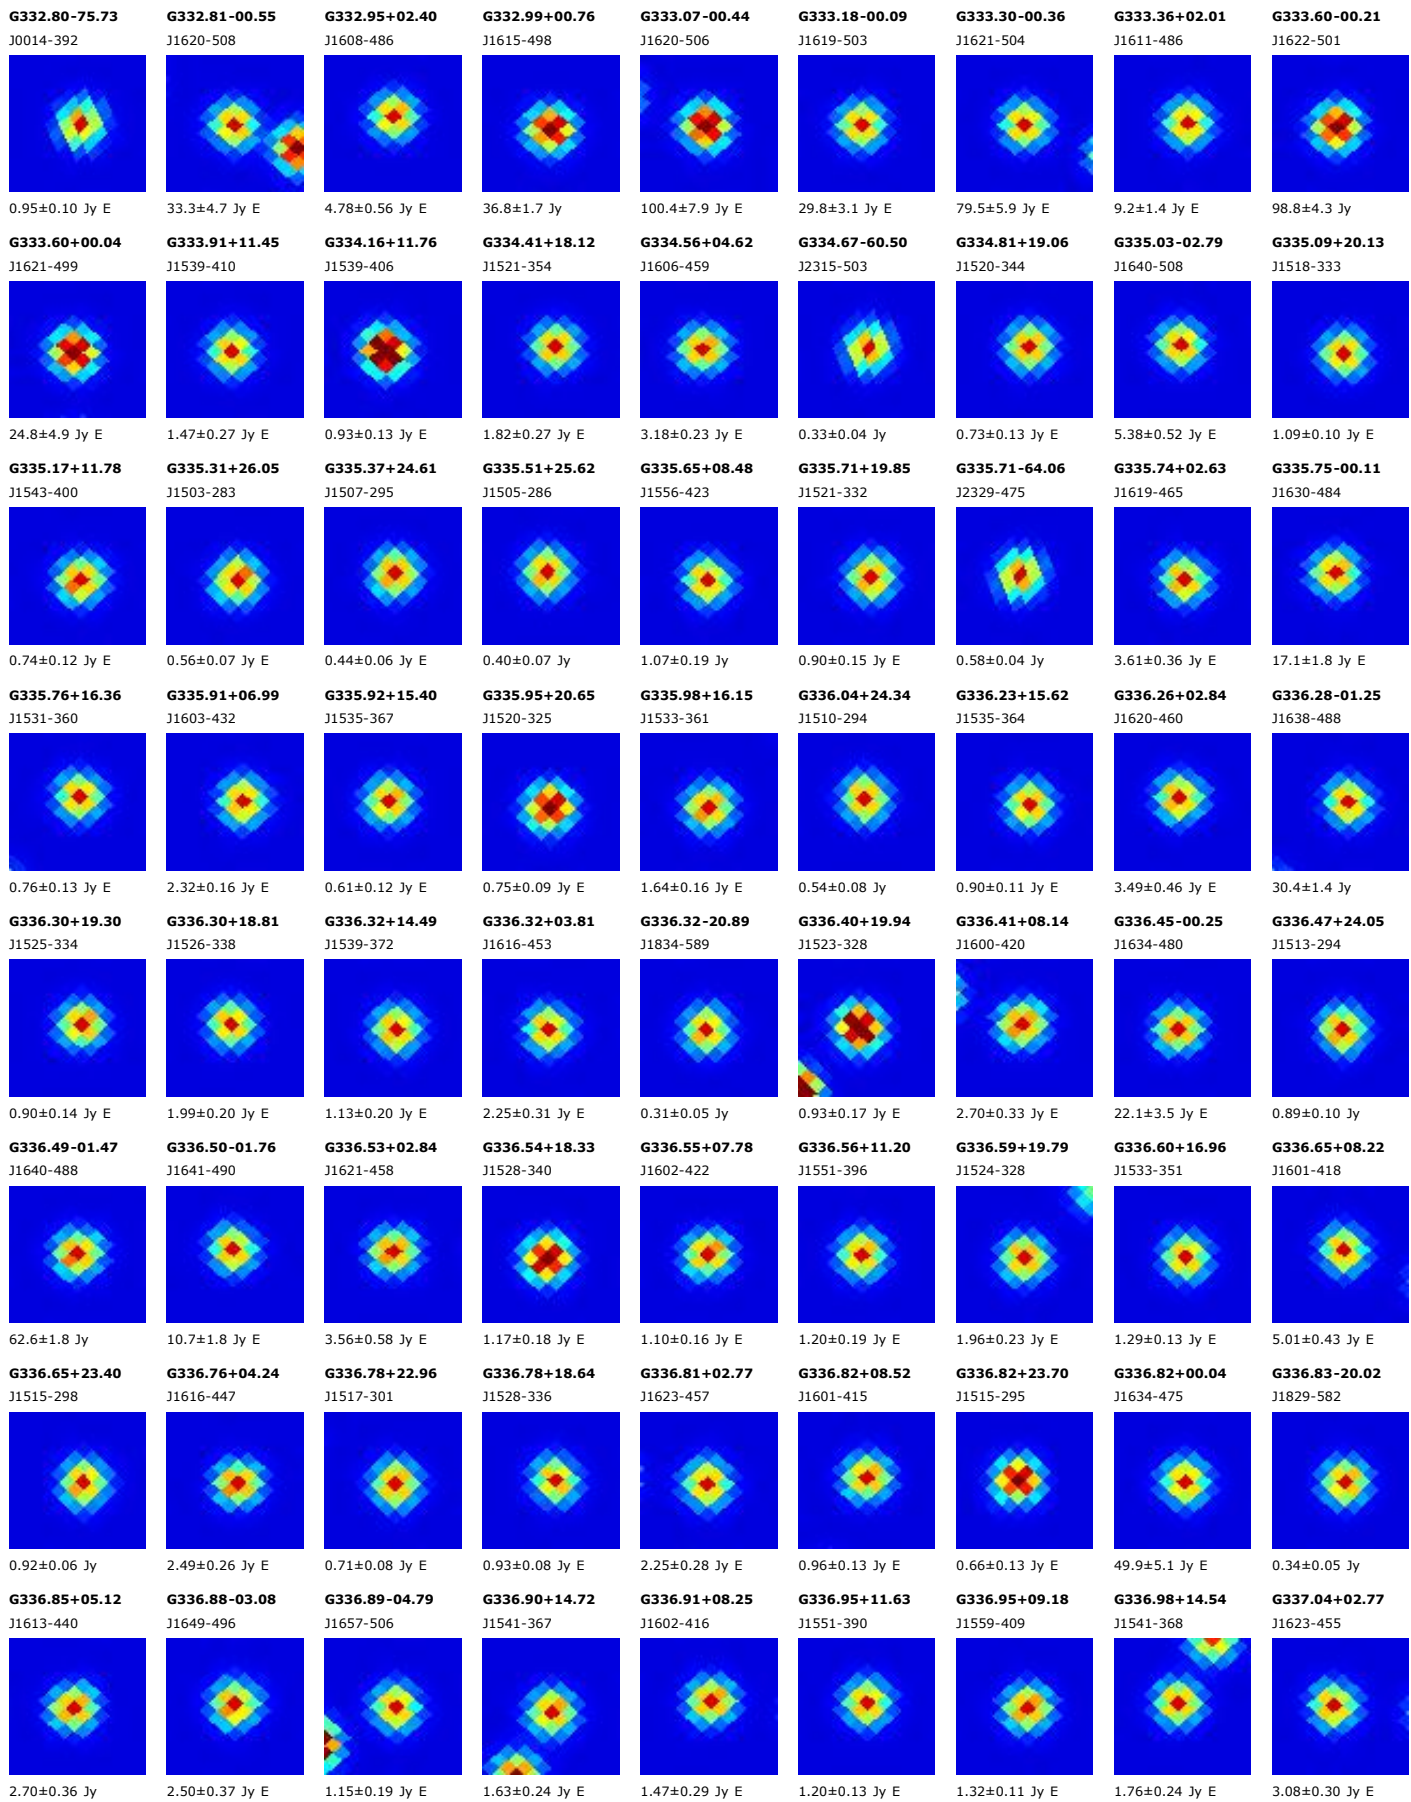 G332.80-75.73 G332.81-00.55 G332.95+02.40 G332.99+00.76 G333.07-00.44 G333.18-00.09 G333.30-00.36 G333.36+02.01 G333.60-00.21
J0014-392 J1620-508 J1608-486 J1615-498 J1620-506 J1619-503 J1621-504 J1611-486 J1622-501
0.95±0.10 Jy E 33.3±4.7 Jy E 4.78±0.56 Jy E 36.8±1.7 Jy 100.4±7.9 Jy E 29.8±3.1 Jy E 79.5±5.9 Jy E 9.2±1.4 Jy E 98.8±4.3 Jy
G333.60+00.04 G333.91+11.45 G334.16+11.76 G334.41+18.12 G334.56+04.62 G334.67-60.50 G334.81+19.06 G335.03-02.79 G335.09+20.13
J1621-499 J1539-410 J1539-406 J1521-354 J1606-459 J2315-503 J1520-344 J1640-508 J1518-333
24.8±4.9 Jy E 1.47±0.27 Jy E 0.93±0.13 Jy E 1.82±0.27 Jy E 3.18±0.23 Jy E 0.33±0.04 Jy 0.73±0.13 Jy E 5.38±0.52 Jy E 1.09±0.10 Jy E
G335.17+11.78 G335.31+26.05 G335.37+24.61 G335.51+25.62 G335.65+08.48 G335.71+19.85 G335.71-64.06 G335.74+02.63 G335.75-00.11
J1543-400 J1503-283 J1507-295 J1505-286 J1556-423 J1521-332 J2329-475 J1619-465 J1630-484
0.74±0.12 Jy E 0.56±0.07 Jy E 0.44±0.06 Jy E 0.40±0.07 Jy 1.07±0.19 Jy 0.90±0.15 Jy E 0.58±0.04 Jy 3.61±0.36 Jy E 17.1±1.8 Jy E
G335.76+16.36 G335.91+06.99 G335.92+15.40 G335.95+20.65 G335.98+16.15 G336.04+24.34 G336.23+15.62 G336.26+02.84 G336.28-01.25
J1531-360 J1603-432 J1535-367 J1520-325 J1533-361 J1510-294 J1535-364 J1620-460 J1638-488
0.76±0.13 Jy E 2.32±0.16 Jy E 0.61±0.12 Jy E 0.75±0.09 Jy E 1.64±0.16 Jy E 0.54±0.08 Jy 0.90±0.11 Jy E 3.49±0.46 Jy E 30.4±1.4 Jy
G336.30+19.30 G336.30+18.81 G336.32+14.49 G336.32+03.81 G336.32-20.89 G336.40+19.94 G336.41+08.14 G336.45-00.25 G336.47+24.05
J1525-334 J1526-338 J1539-372 J1616-453 J1834-589 J1523-328 J1600-420 J1634-480 J1513-294
0.90±0.14 Jy E 1.99±0.20 Jy E 1.13±0.20 Jy E 2.25±0.31 Jy E 0.31±0.05 Jy 0.93±0.17 Jy E 2.70±0.33 Jy E 22.1±3.5 Jy E 0.89±0.10 Jy
G336.49-01.47 G336.50-01.76 G336.53+02.84 G336.54+18.33 G336.55+07.78 G336.56+11.20 G336.59+19.79 G336.60+16.96 G336.65+08.22
J1640-488 J1641-490 J1621-458 J1528-340 J1602-422 J1551-396 J1524-328 J1533-351 J1601-418
62.6±1.8 Jy 10.7±1.8 Jy E 3.56±0.58 Jy E 1.17±0.18 Jy E 1.10±0.16 Jy E 1.20±0.19 Jy E 1.96±0.23 Jy E 1.29±0.13 Jy E 5.01±0.43 Jy E
G336.65+23.40 G336.76+04.24 G336.78+22.96 G336.78+18.64 G336.81+02.77 G336.82+08.52 G336.82+23.70 G336.82+00.04 G336.83-20.02
J1515-298 J1616-447 J1517-301 J1528-336 J1623-457 J1601-415 J1515-295 J1634-475 J1829-582
0.92±0.06 Jy 2.49±0.26 Jy E 0.71±0.08 Jy E 0.93±0.08 Jy E 2.25±0.28 Jy E 0.96±0.13 Jy E 0.66±0.13 Jy E 49.9±5.1 Jy E 0.34±0.05 Jy
G336.85+05.12 G336.88-03.08 G336.89-04.79 G336.90+14.72 G336.91+08.25 G336.95+11.63 G336.95+09.18 G336.98+14.54 G337.04+02.77
J1613-440 J1649-496 J1657-506 J1541-367 J1602-416 J1551-390 J1559-409 J1541-368 J1623-455
2.70±0.36 Jy 2.50±0.37 Jy E 1.15±0.19 Jy E 1.63±0.24 Jy E 1.47±0.29 Jy E 1.20±0.13 Jy E 1.32±0.11 Jy E 1.76±0.24 Jy E 3.08±0.30 Jy E